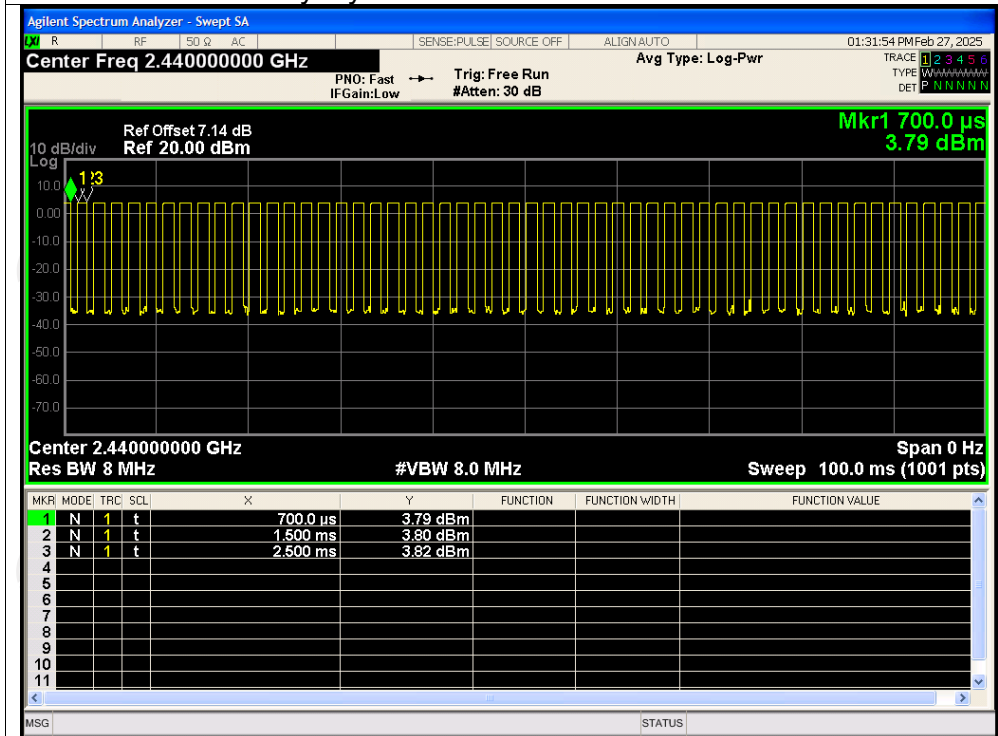 Agilent Spectrum Analyzer - Swept SA
LXI R RF 50 Ω AC SENSE:PULSE SOURCE OFF ALIGN AUTO 01:31:54 PM Feb 27, 2025
Center Freq 2.440000000 GHz Avg Type: Log-Pwr TRACE 1 2 3 4 5 6
PNO: Fast Trig: Free Run TYPE W
IFGain:Low #Atten: 30 dB DET P N N N N N
Mkr1 700.0 µs
3.79 dBm
Ref Offset 7.14 dB
10 dB/div Ref 20.00 dBm
Log
1 2 3
10.0
0.00
-10.0
-20.0
-30.0
-40.0
-50.0
-60.0
-70.0
Center 2.440000000 GHz Span 0 Hz
Res BW 8 MHz #VBW 8.0 MHz Sweep 100.0 ms (1001 pts)
MKR MODE TRC SCL X Y FUNCTION FUNCTION WIDTH FUNCTION VALUE
1 N 1 t 700.0 µs 3.79 dBm
2 N 1 t 1.500 ms 3.80 dBm
3 N 1 t 2.500 ms 3.82 dBm
4
5
6
7
8
9
10
11
MSG STATUS